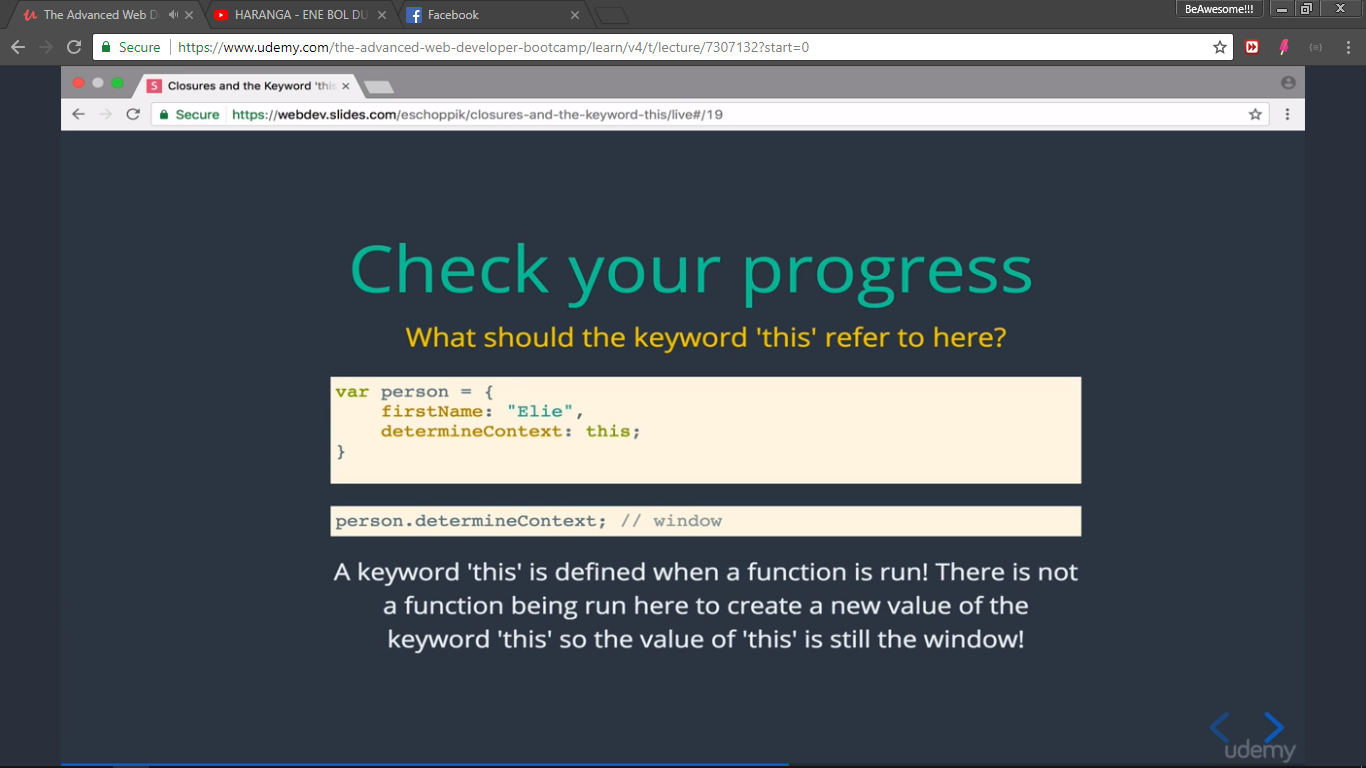 The Advanced Web D
HARANGA - ENE BOL DU
Facebook
BeAwesome!!!
Secure https://www.udemy.com/the-advanced-web-developer-bootcamp/learn/v4/t/lecture/7307132?start=0
S Closures and the Keyword 'this
Secure https://webdev.slides.com/eschoppik/closures-and-the-keyword-this/live#/19
Check your progress
What should the keyword 'this' refer to here?
var person = {
    firstName: "Elie",
    determineContext: this;
}
person.determineContext; // window
A keyword 'this' is defined when a function is run! There is not
a function being run here to create a new value of the
keyword 'this' so the value of 'this' is still the window!
udemy